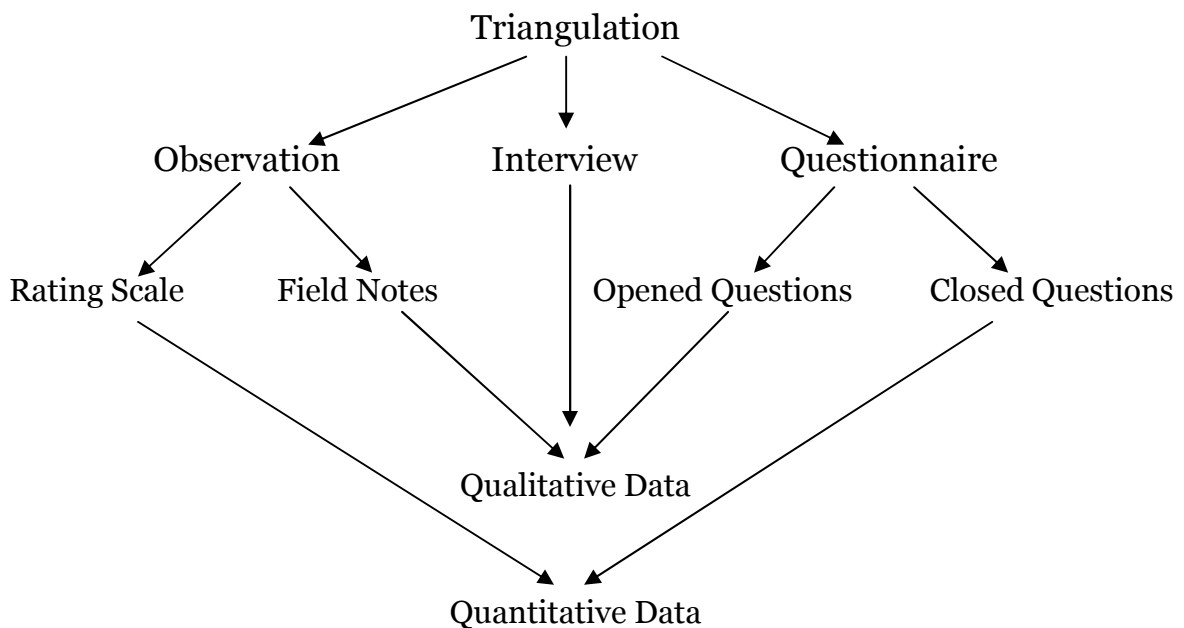 Triangulation
Observation Interview Questionnaire
Rating Scale Field Notes Opened Questions Closed Questions
Qualitative Data
Quantitative Data